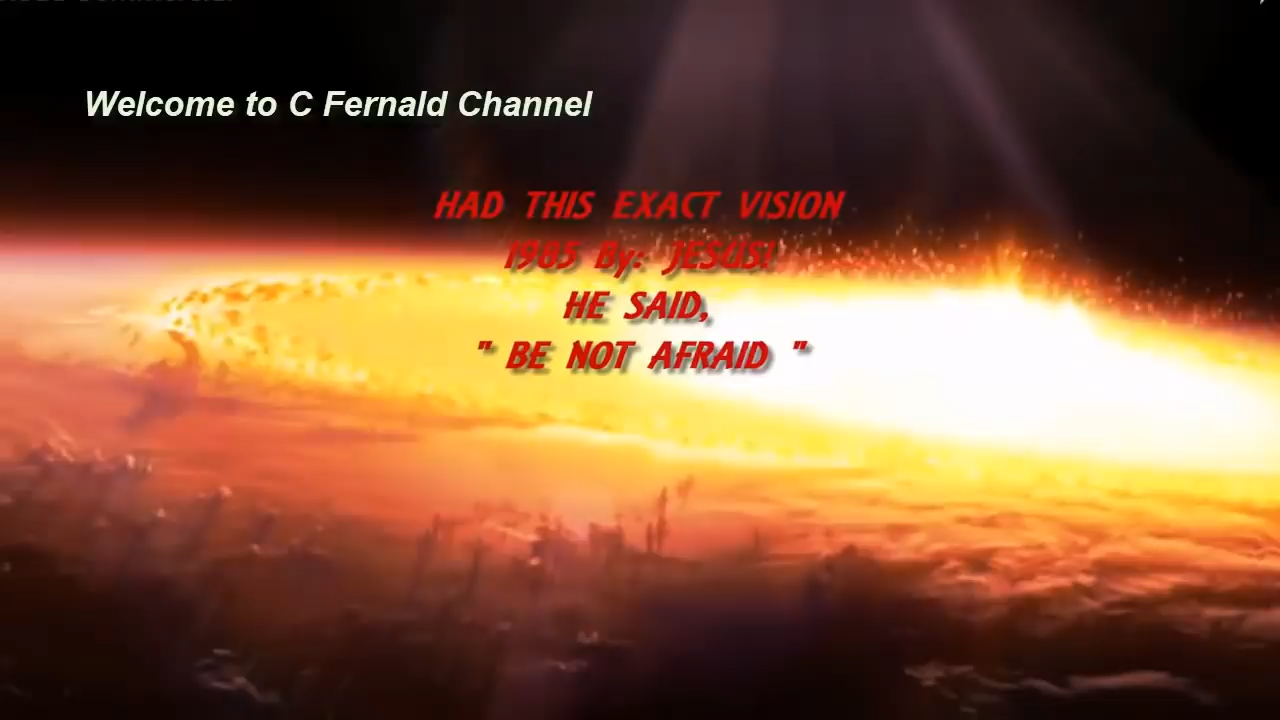 Welcome to C Fernald Channel
HAD THIS EXACT VISION
1985 By: JESUS!
HE SAID,
" BE NOT AFRAID "